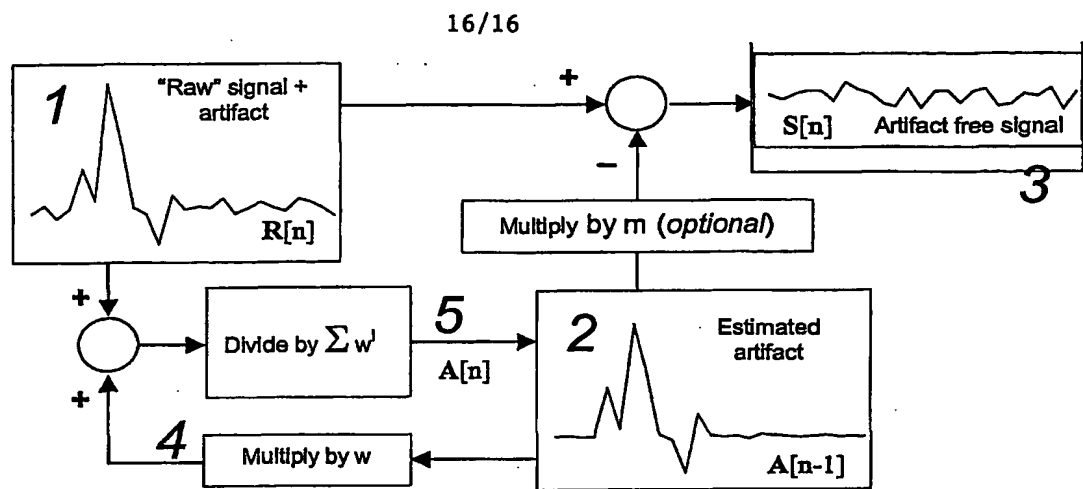 16/16
1
"Raw" signal +
artifact
R[n]
+
−
S[n] Artifact free signal
3
Multiply by m (optional)
+
Divide by Σ wⁱ
5
A[n]
2
Estimated
artifact
A[n-1]
+
4
Multiply by w